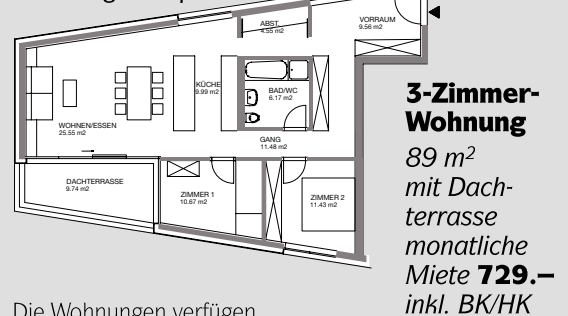 ABST.
4.55 m2
VORRAUM
9.56 m2
KÜCHE
9.99 m2
BAD/WC
6.17 m2
WOHNEN/ESSEN
25.55 m2
GANG
11.48 m2
DACHTERRASSE
9.74 m2
ZIMMER 1
10.67 m2
ZIMMER 2
11.43 m2
3-Zimmer-
Wohnung
89 m²
mit Dach-
terrasse
monatliche
Miete 729.–
inkl. BK/HK
Die Wohnungen verfügen